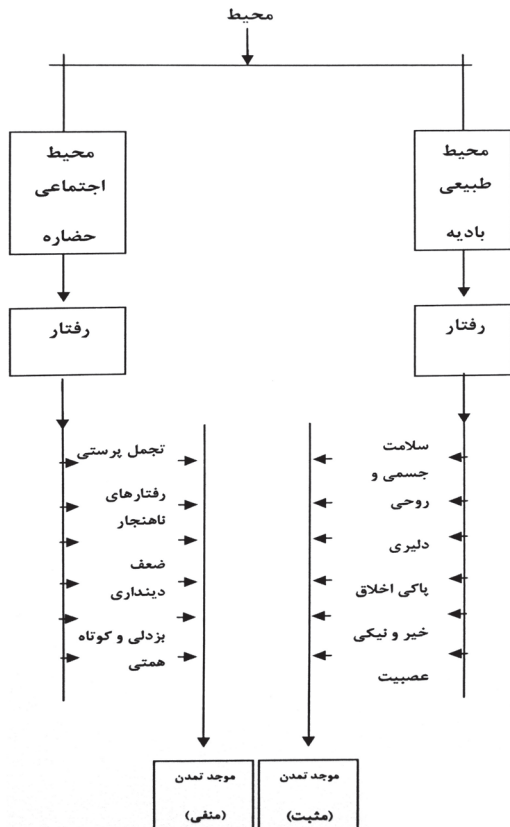 محیط
محیط
طبیعی
بادیه
رفتار
سلامت
جسمی و
روحی
دلیری
پاکی اخلاق
خیر و نیکی
عصبیت
موجد تمدن
(مثبت)
محیط
اجتماعی
حضاره
رفتار
تجمل پرستی
رفتارهای
ناهنجار
ضعف
دینداری
بزدلی و کوتاه
همتی
موجد تمدن
(منفی)